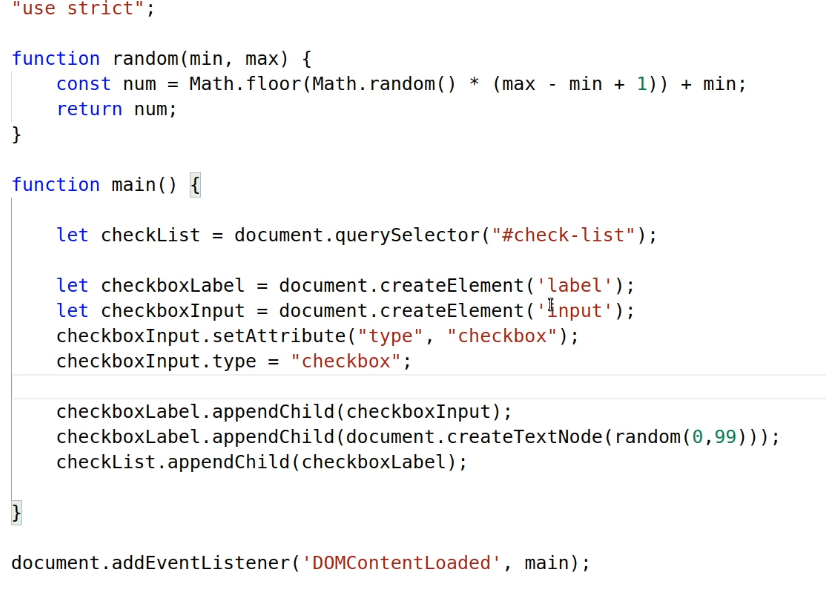 "use strict";
function random(min, max) {
    const num = Math.floor(Math.random() * (max - min + 1)) + min;
    return num;
}
function main() {
    let checkList = document.querySelector("#check-list");
    let checkboxLabel = document.createElement('label');
    let checkboxInput = document.createElement('input');
    checkboxInput.setAttribute("type", "checkbox");
    checkboxInput.type = "checkbox";
    checkboxLabel.appendChild(checkboxInput);
    checkboxLabel.appendChild(document.createTextNode(random(0,99)));
    checkList.appendChild(checkboxLabel);
}
document.addEventListener('DOMContentLoaded', main);